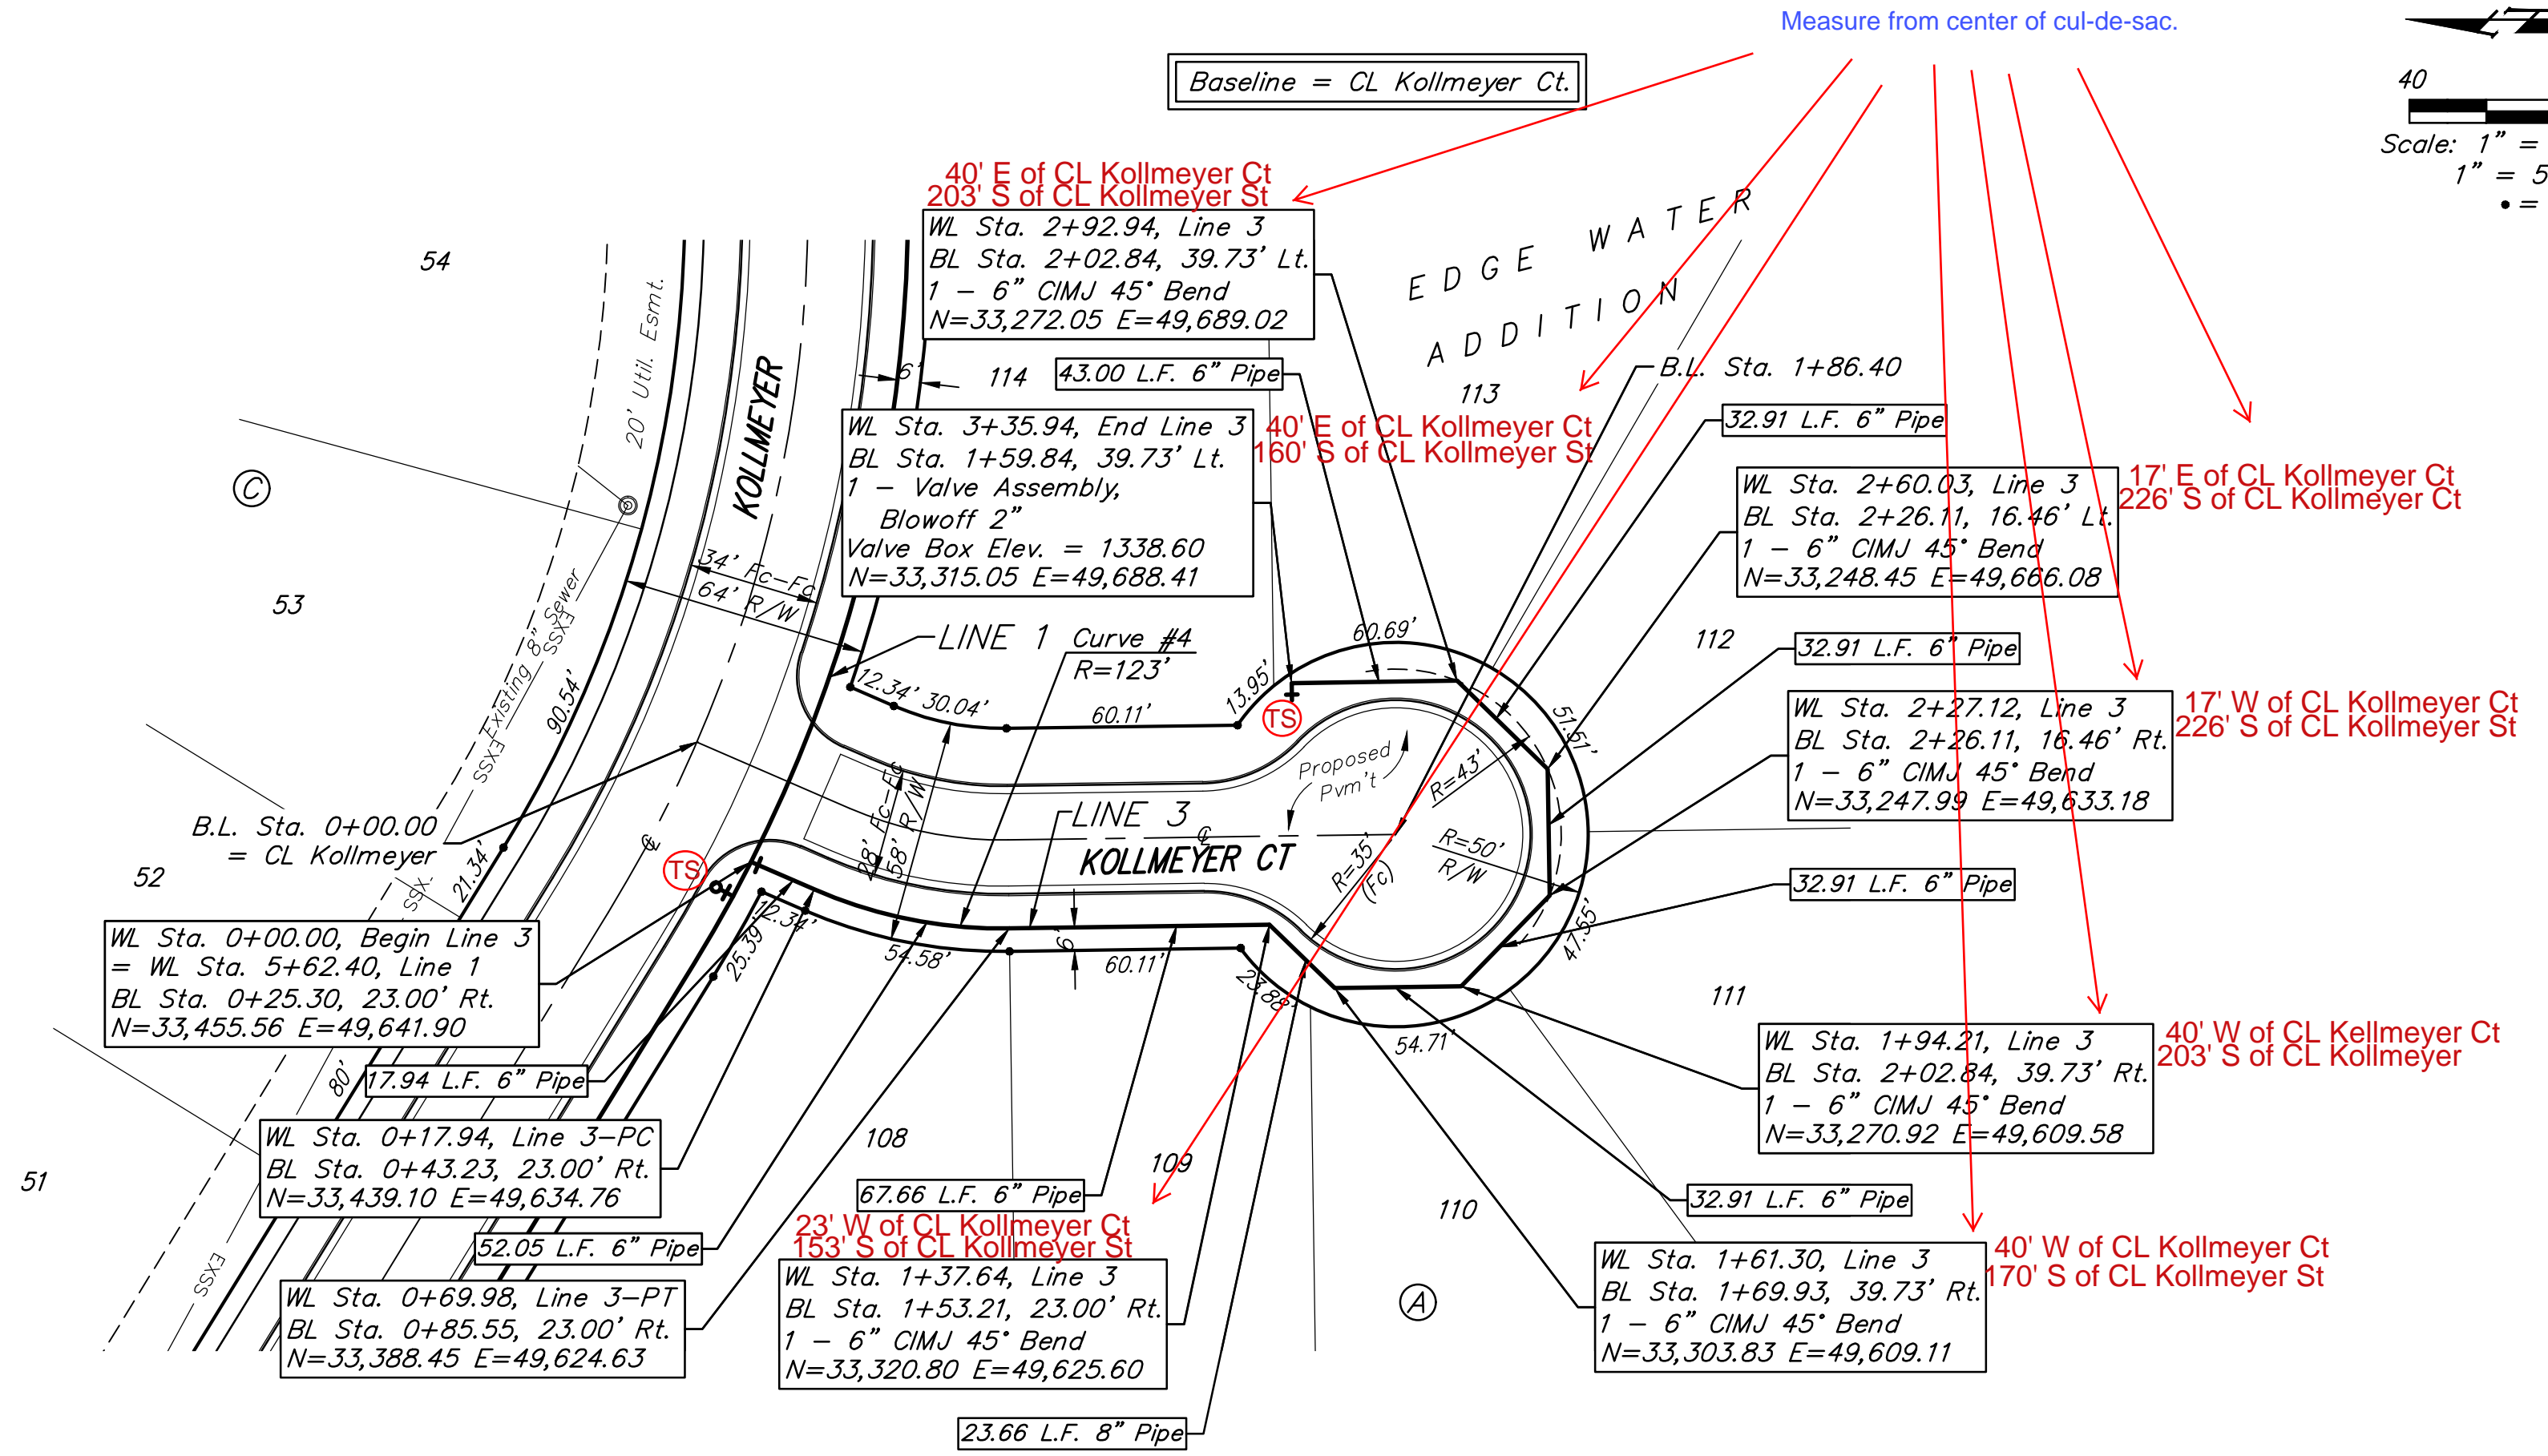 Measure from center of cul-de-sac.
Baseline = CL Kollmeyer Ct.
40
Scale: 1" =
1" = 5
• =
40' E of CL Kollmeyer Ct
203' S of CL Kollmeyer St
WL Sta. 2+92.94, Line 3
BL Sta. 2+02.84, 39.73' Lt.
1 - 6" CIMJ 45° Bend
N=33,272.05 E=49,689.02
EDGE WATER
ADDITION
54
20' Util. Esmt.
KOLLMEYER
6'
114
43.00 L.F. 6" Pipe
113
B.L. Sta. 1+86.40
32.91 L.F. 6" Pipe
WL Sta. 3+35.94, End Line 3
BL Sta. 1+59.84, 39.73' Lt.
1 - Valve Assembly,
Blowoff 2"
Valve Box Elev. = 1338.60
N=33,315.05 E=49,688.41
40' E of CL Kollmeyer Ct
160' S of CL Kollmeyer St
WL Sta. 2+60.03, Line 3
BL Sta. 2+26.11, 16.46' Lt.
1 - 6" CIMJ 45° Bend
N=33,248.45 E=49,666.08
17' E of CL Kollmeyer Ct
226' S of CL Kollmeyer Ct
C
53
34' Fc-Fc
64' R/W
Existing 8" Sewer
EXSS
EXSS
90.54'
LINE 1
Curve #4
R=123'
60.69'
112
32.91 L.F. 6" Pipe
12.34'
30.04'
60.11'
13.95'
TS
51.51'
WL Sta. 2+27.12, Line 3
BL Sta. 2+26.11, 16.46' Rt.
1 - 6" CIMJ 45° Bend
N=33,247.99 E=49,633.18
17' W of CL Kollmeyer Ct
226' S of CL Kollmeyer St
Proposed
Pvm't
R=43'
28' Fc-Fc
58' R/W
LINE 3
KOLLMEYER CT
R=35'
(Fc)
R=50'
R/W
B.L. Sta. 0+00.00
= CL Kollmeyer
52
21.34'
SSX
TS
32.91 L.F. 6" Pipe
WL Sta. 0+00.00, Begin Line 3
= WL Sta. 5+62.40, Line 1
BL Sta. 0+25.30, 23.00' Rt.
N=33,455.56 E=49,641.90
12.34'
25.39'
54.58'
6'
60.11'
23.88'
47.55'
54.71'
111
WL Sta. 1+94.21, Line 3
BL Sta. 2+02.84, 39.73' Rt.
1 - 6" CIMJ 45° Bend
N=33,270.92 E=49,609.58
40' W of CL Kellmeyer Ct
203' S of CL Kollmeyer
80'
17.94 L.F. 6" Pipe
51
WL Sta. 0+17.94, Line 3-PC
BL Sta. 0+43.23, 23.00' Rt.
N=33,439.10 E=49,634.76
108
109
67.66 L.F. 6" Pipe
110
32.91 L.F. 6" Pipe
52.05 L.F. 6" Pipe
EXSS
23' W of CL Kollmeyer Ct
153' S of CL Kollmeyer St
WL Sta. 0+69.98, Line 3-PT
BL Sta. 0+85.55, 23.00' Rt.
N=33,388.45 E=49,624.63
WL Sta. 1+37.64, Line 3
BL Sta. 1+53.21, 23.00' Rt.
1 - 6" CIMJ 45° Bend
N=33,320.80 E=49,625.60
A
WL Sta. 1+61.30, Line 3
BL Sta. 1+69.93, 39.73' Rt.
1 - 6" CIMJ 45° Bend
N=33,303.83 E=49,609.11
40' W of CL Kollmeyer Ct
170' S of CL Kollmeyer St
23.66 L.F. 8" Pipe